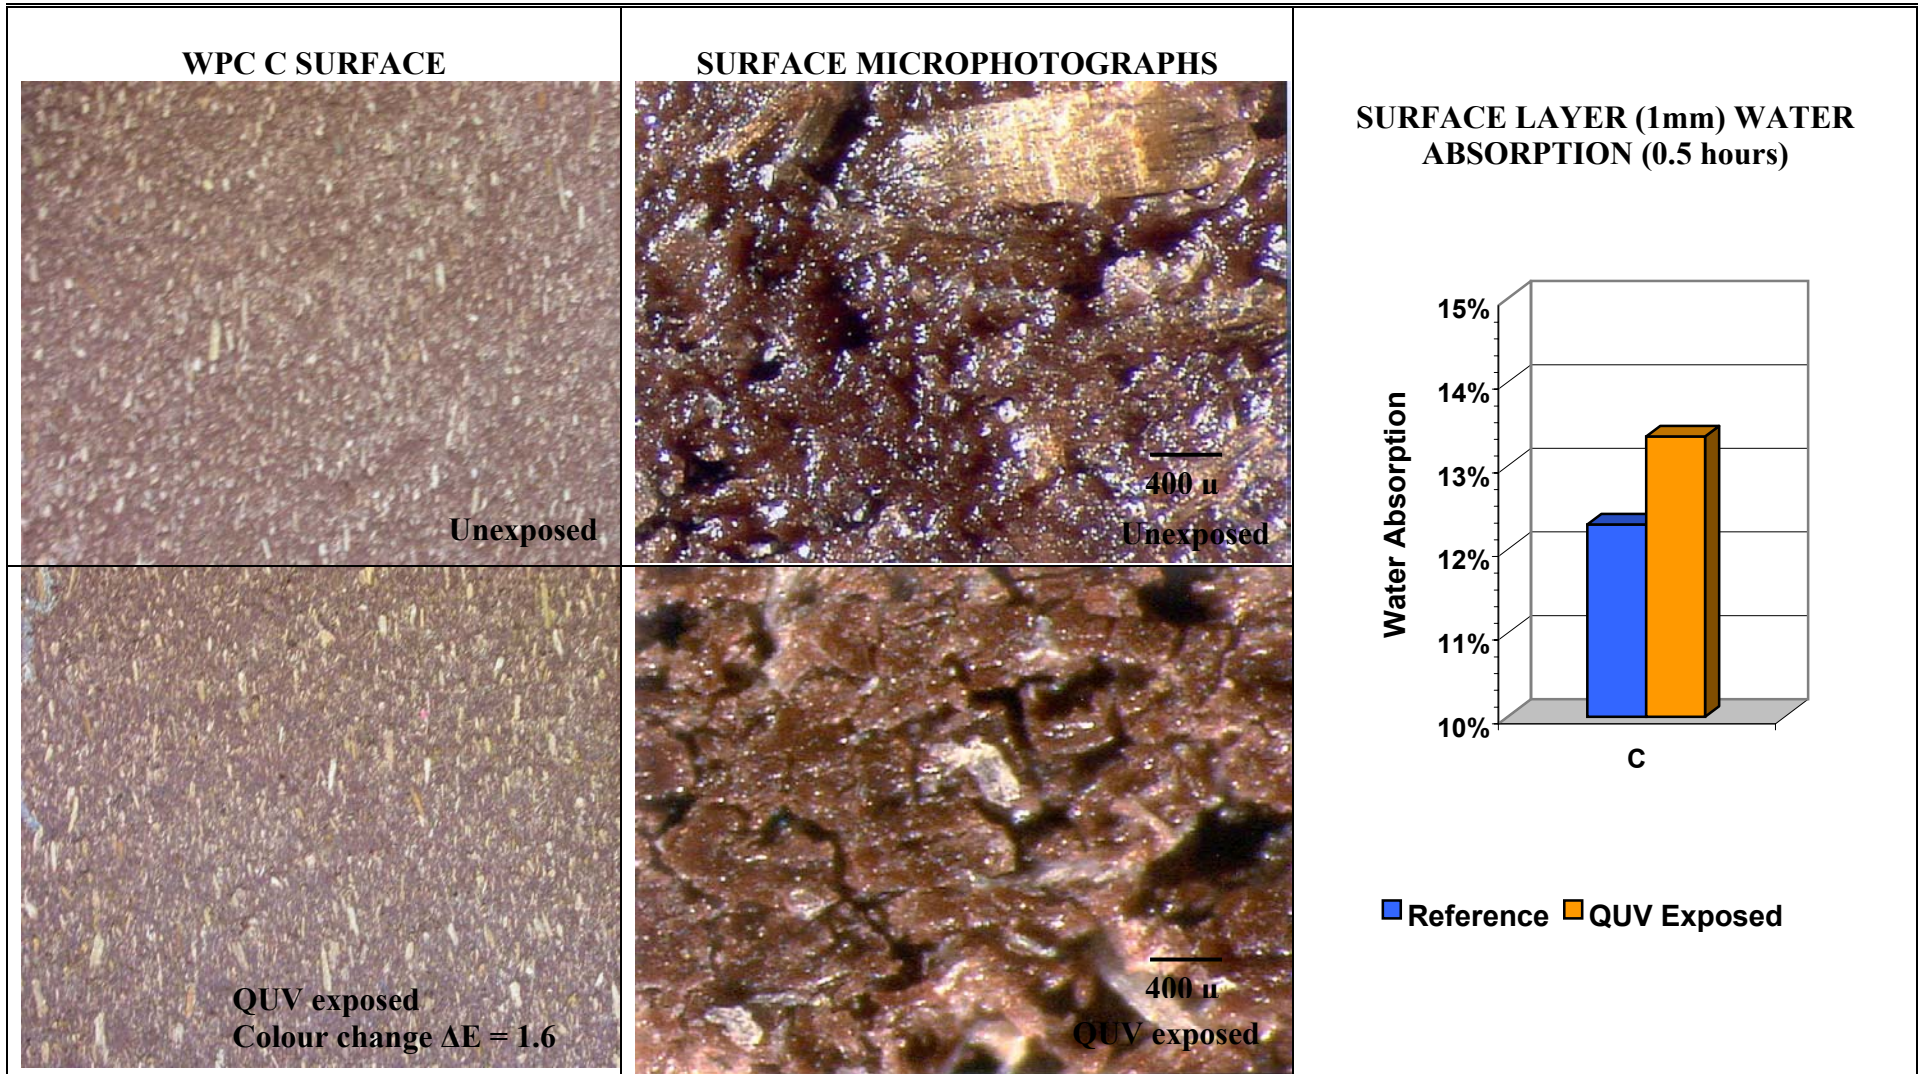 WPC C SURFACE
Unexposed
QUV exposed
Colour change ΔE = 1.6
SURFACE MICROPHOTOGRAPHS
400 u
Unexposed
400 u
QUV exposed
SURFACE LAYER (1mm) WATER
ABSORPTION (0.5 hours)
15%
14%
13%
12%
11%
10%
Water Absorption
C
Reference QUV Exposed